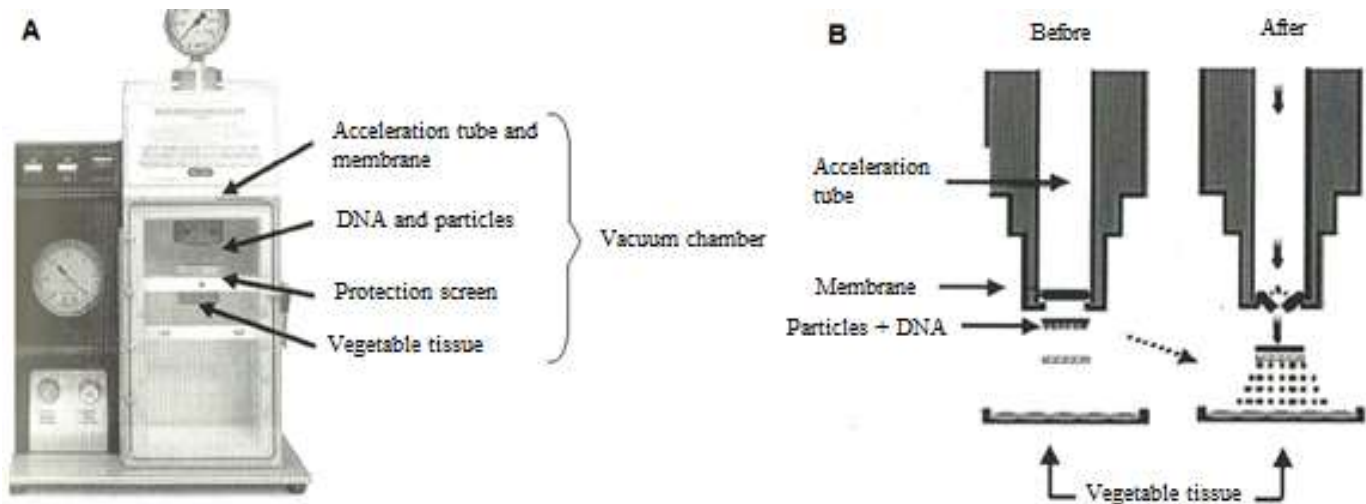 A
Acceleration tube and
membrane
DNA and particles
Protection screen
Vegetable tissue
Vacuum chamber
B
Before
After
Acceleration
tube
Membrane
Particles + DNA
Vegetable tissue